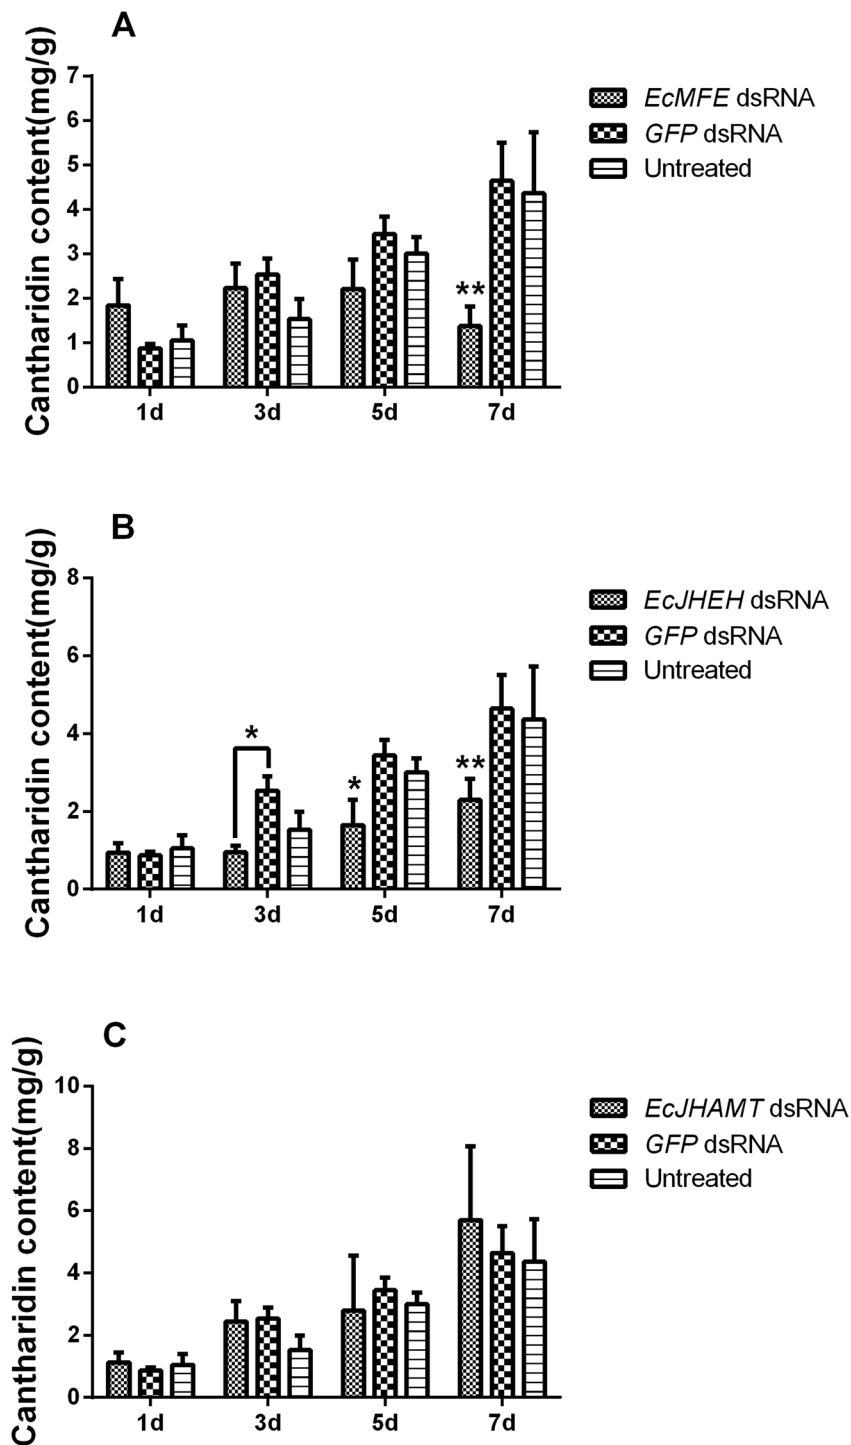 A
Cantharidin content(mg/g)
7
6
5
4
3
2
1
0
**
1d 3d 5d 7d
EcMFE dsRNA
GFP dsRNA
Untreated
B
Cantharidin content(mg/g)
8
6
4
2
0
*
*
**
1d 3d 5d 7d
EcJHEH dsRNA
GFP dsRNA
Untreated
C
Cantharidin content(mg/g)
10
8
6
4
2
0
1d 3d 5d 7d
EcJHAMT dsRNA
GFP dsRNA
Untreated